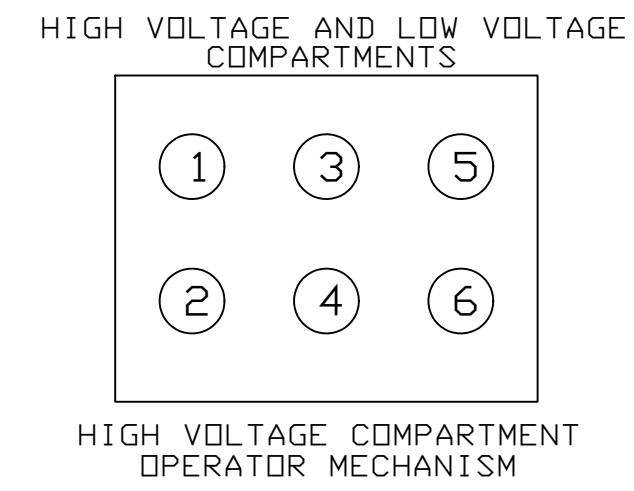 HIGH VOLTAGE AND LOW VOLTAGE
COMPARTMENTS
1 3 5
2 4 6
HIGH VOLTAGE COMPARTMENT
OPERATOR MECHANISM